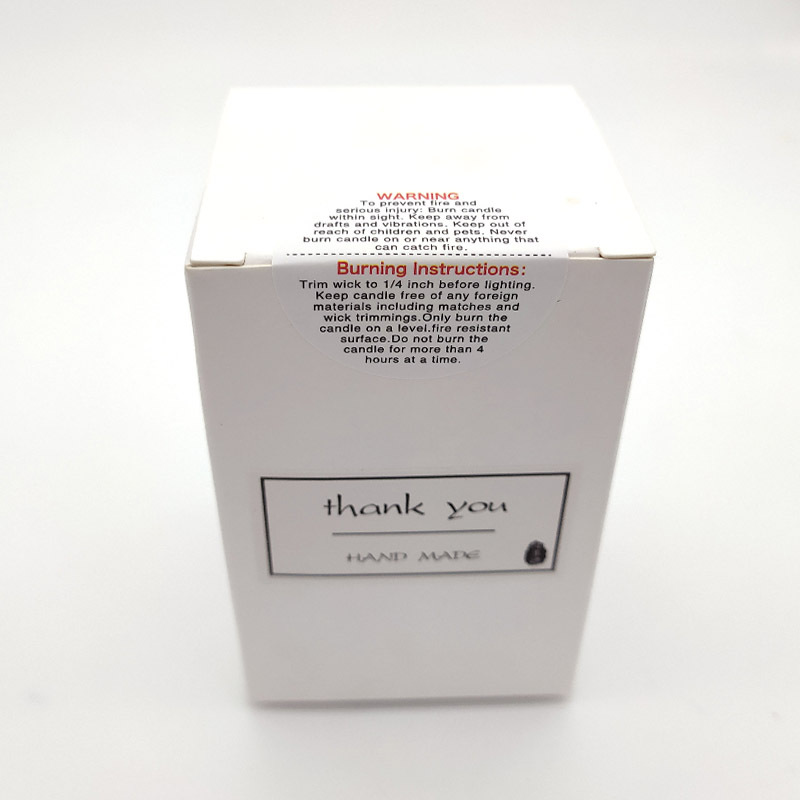 WARNING
To prevent fire and
serious injury: Burn candle
within sight. Keep away from
drafts and vibrations. Keep out of
reach of children and pets. Never
burn candle on or near anything that
can catch fire.
Burning Instructions:
Trim wick to 1/4 inch before lighting.
Keep candle free of any foreign
materials including matches and
wick trimmings.Only burn the
candle on a level.fire resistant
surface.Do not burn the
candle for more than 4
hours at a time.
thank you
HAND MADE